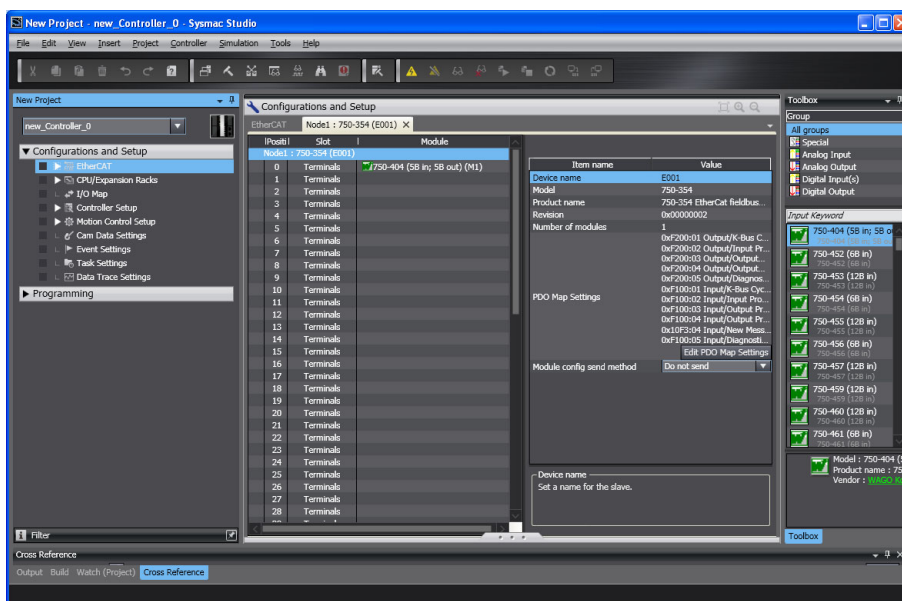 New Project - new_Controller_0 - Sysmac Studio
File Edit View Insert Project Controller Simulation Tools Help
New Project
new_Controller_0
Configurations and Setup
EtherCAT
CPU/Expansion Racks
I/O Map
Controller Setup
Motion Control Setup
Cam Data Settings
Event Settings
Task Settings
Data Trace Settings
Programming
Filter
Configurations and Setup
EtherCAT Node1 : 750-354 (E001)
Positi Slot Module
Node1 : 750-354 (E001)
0 Terminals 750-404 (5B in; 5B out) (M1)
1 Terminals
2 Terminals
3 Terminals
4 Terminals
5 Terminals
6 Terminals
7 Terminals
8 Terminals
9 Terminals
10 Terminals
11 Terminals
12 Terminals
13 Terminals
14 Terminals
15 Terminals
16 Terminals
17 Terminals
18 Terminals
19 Terminals
20 Terminals
21 Terminals
22 Terminals
23 Terminals
24 Terminals
25 Terminals
26 Terminals
27 Terminals
28 Terminals
Item name Value
Device name E001
Model 750-354
Product name 750-354 EtherCat fieldbus...
Revision 0x00000002
Number of modules 1
0xF200:01 Output/K-Bus C...
0xF200:02 Output/Input Pr...
0xF200:03 Output/Output...
0xF200:04 Output/Output...
0xF200:05 Output/Diagnos...
0xF100:01 Input/K-Bus Cyc...
PDO Map Settings 0xF100:02 Input/Input Pro...
0xF100:03 Input/Output Pr...
0xF100:04 Input/Output Pr...
0x10F3:04 Input/New Mess...
0xF100:05 Input/Diagnosti...
Edit PDO Map Settings
Module config send method Do not send
Device name
Set a name for the slave.
Toolbox
Group
All groups
Special
Analog Input
Analog Output
Digital Input(s)
Digital Output
Input Keyword
750-404 (5B in; 5B ou
750-452 (6B in)
750-452 (6B in)
750-453 (12B in)
750-453 (12B in)
750-454 (6B in)
750-454 (6B in)
750-455 (12B in)
750-455 (12B in)
750-456 (6B in)
750-456 (6B in)
750-457 (12B in)
750-457 (12B in)
750-459 (12B in)
750-459 (12B in)
750-460 (12B in)
750-460 (12B in)
750-461 (6B in)
750-461 (6B in)
Model : 750-404 (5
Product name : 75
Vendor : WAGO Ko
Toolbox
Cross Reference
Output Build Watch (Project) Cross Reference